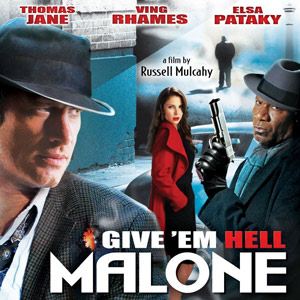 THOMAS
JANE
VING
RHAMES
ELSA
PATAKY
a film by
Russell Mulcahy
GIVE 'EM HELL
MALONE